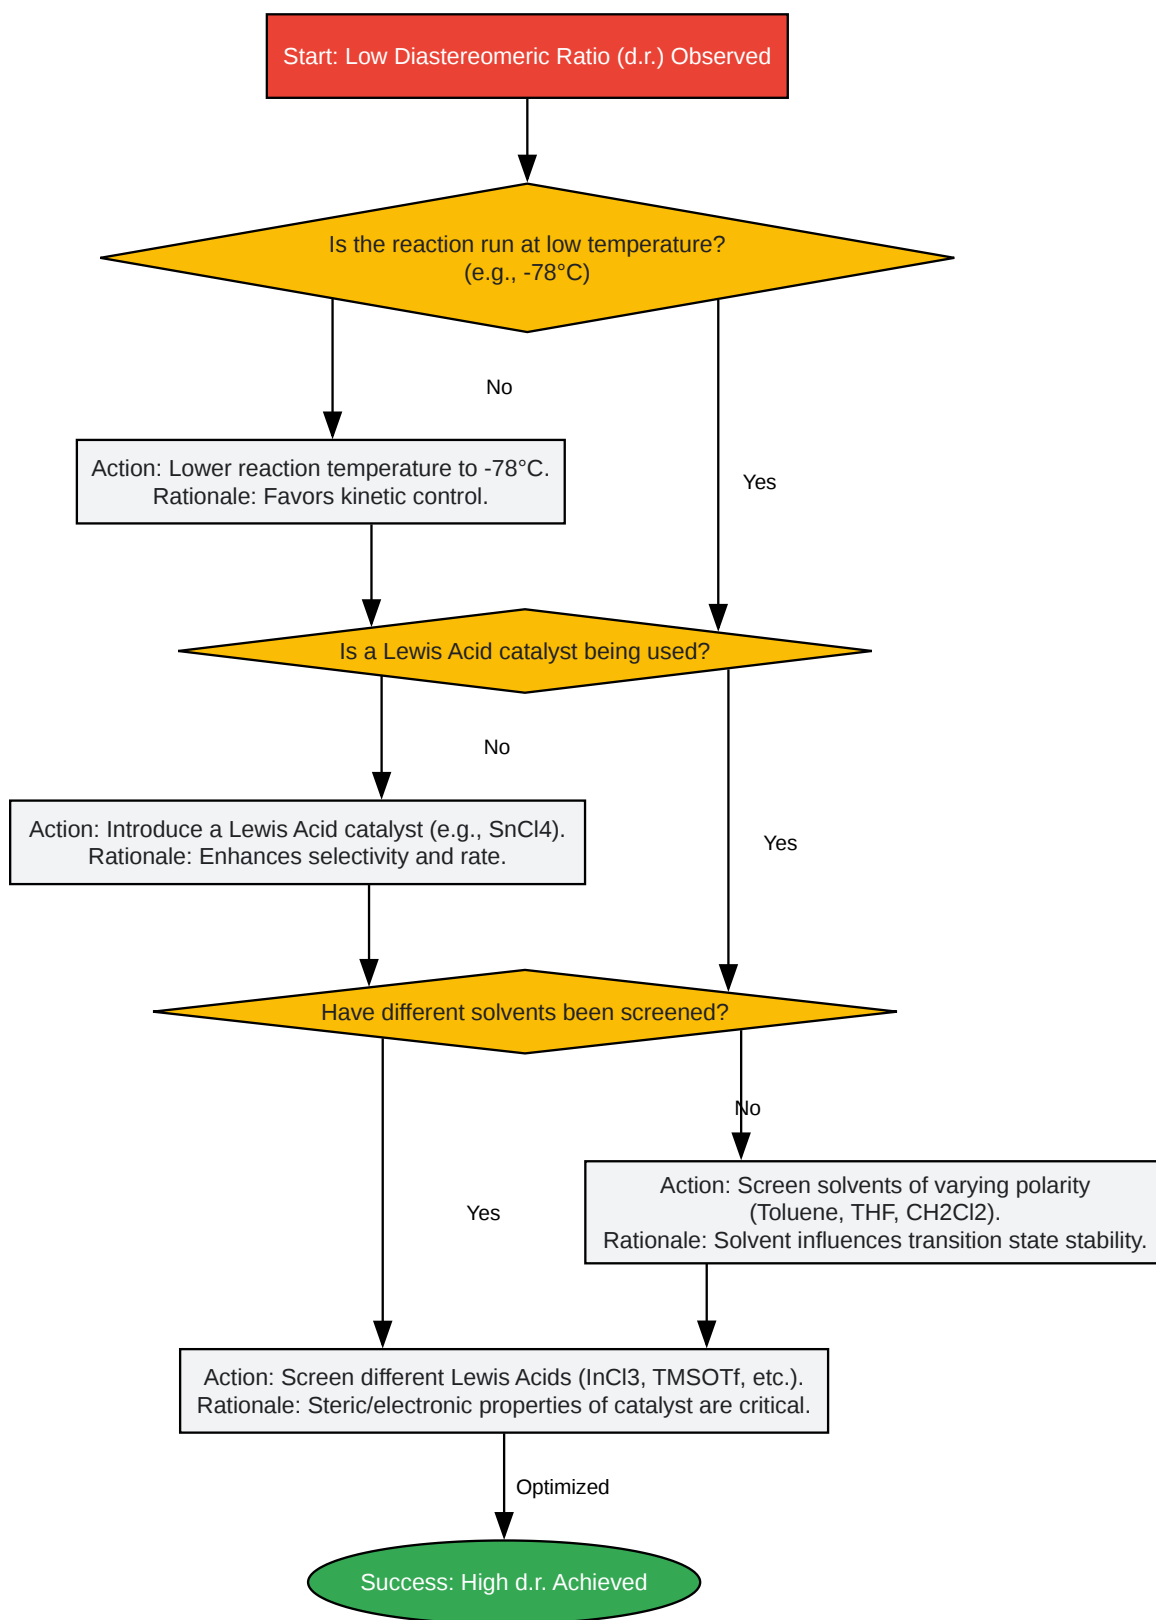 Start: Low Diastereomeric Ratio (d.r.) Observed
Is the reaction run at low temperature?
(e.g., -78°C)
No
Action: Lower reaction temperature to -78°C.
Rationale: Favors kinetic control.
Yes
Is a Lewis Acid catalyst being used?
No
Action: Introduce a Lewis Acid catalyst (e.g., SnCl4).
Rationale: Enhances selectivity and rate.
Yes
Have different solvents been screened?
No
Action: Screen solvents of varying polarity
(Toluene, THF, CH2Cl2).
Rationale: Solvent influences transition state stability.
Yes
Action: Screen different Lewis Acids (InCl3, TMSOTf, etc.).
Rationale: Steric/electronic properties of catalyst are critical.
Optimized
Success: High d.r. Achieved